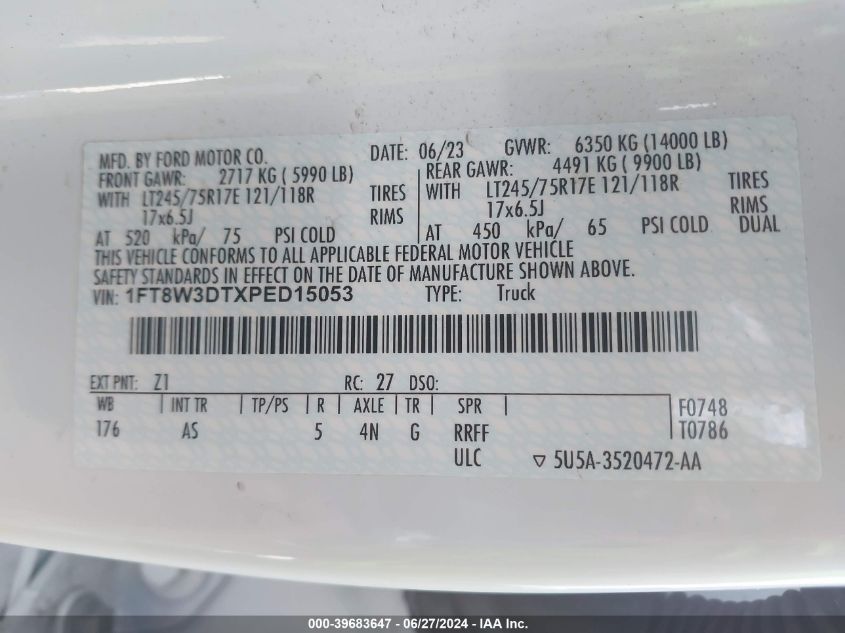 MFD. BY FORD MOTOR CO. DATE: 06/23 GVWR: 6350 KG (14000 LB)
FRONT GAWR: 2717 KG ( 5990 LB) REAR GAWR: 4491 KG ( 9900 LB)
WITH LT245/75R17E 121/118R TIRES WITH LT245/75R17E 121/118R TIRES
17x6.5J RIMS 17x6.5J RIMS
AT 520 kPa/ 75 PSI COLD AT 450 kPa/ 65 PSI COLD DUAL
THIS VEHICLE CONFORMS TO ALL APPLICABLE FEDERAL MOTOR VEHICLE
SAFETY STANDARDS IN EFFECT ON THE DATE OF MANUFACTURE SHOWN ABOVE.
VIN: 1FT8W3DTXPED15053 TYPE: Truck
EXT PNT: Z1 RC: 27 DSO:
WB | INT TR | TP/PS | R | AXLE | TR | SPR | F0748
176 AS 5 4N G RRFF T0786
ULC ▽ 5U5A-3520472-AA
000-39683647 - 06/27/2024 - IAA Inc.